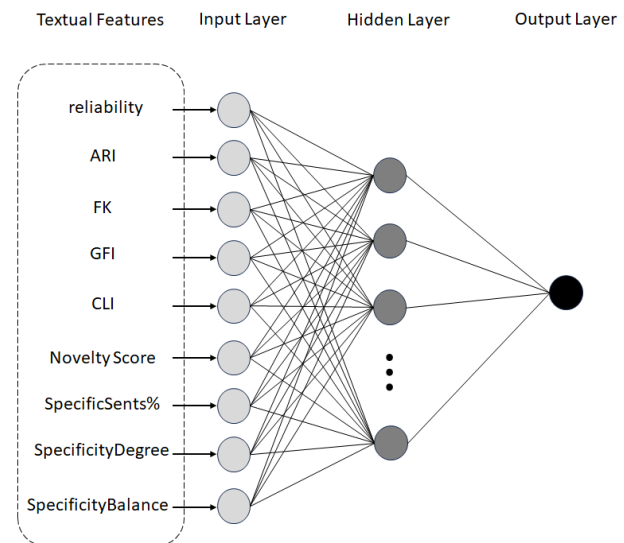 Textual Features
Input Layer
Hidden Layer
Output Layer
reliability
ARI
FK
GFI
CLI
Novelty Score
SpecificSents%
SpecificityDegree
SpecificityBalance